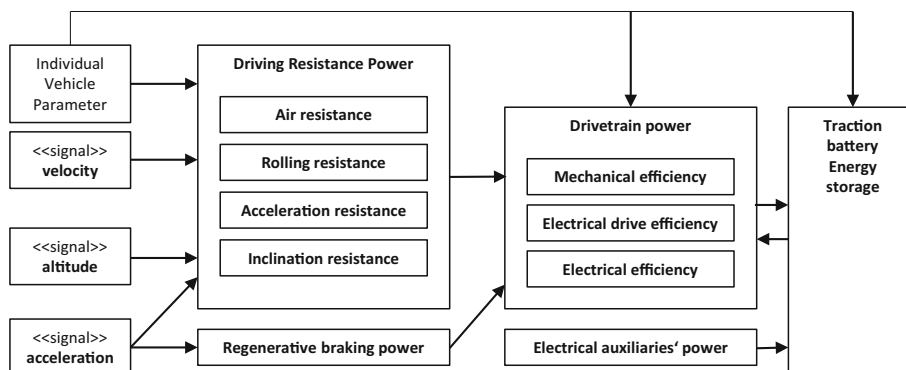 Individual
Vehicle
Parameter
<<signal>>
velocity
<<signal>>
altitude
<<signal>>
acceleration
Driving Resistance Power
Air resistance
Rolling resistance
Acceleration resistance
Inclination resistance
Regenerative braking power
Drivetrain power
Mechanical efficiency
Electrical drive efficiency
Electrical efficiency
Electrical auxiliaries‘ power
Traction
battery
Energy
storage